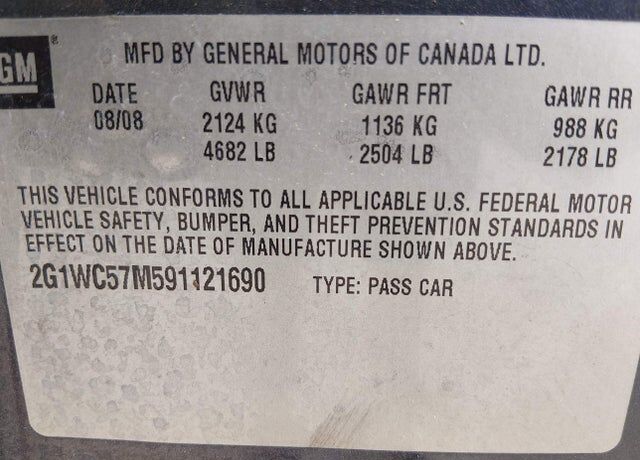 GM®
MFD BY GENERAL MOTORS OF CANADA LTD.
DATE GVWR GAWR FRT GAWR RR
08/08 2124 KG 1136 KG 988 KG
4682 LB 2504 LB 2178 LB
THIS VEHICLE CONFORMS TO ALL APPLICABLE U.S. FEDERAL MOTOR
VEHICLE SAFETY, BUMPER, AND THEFT PREVENTION STANDARDS IN
EFFECT ON THE DATE OF MANUFACTURE SHOWN ABOVE.
2G1WC57M591121690 TYPE: PASS CAR